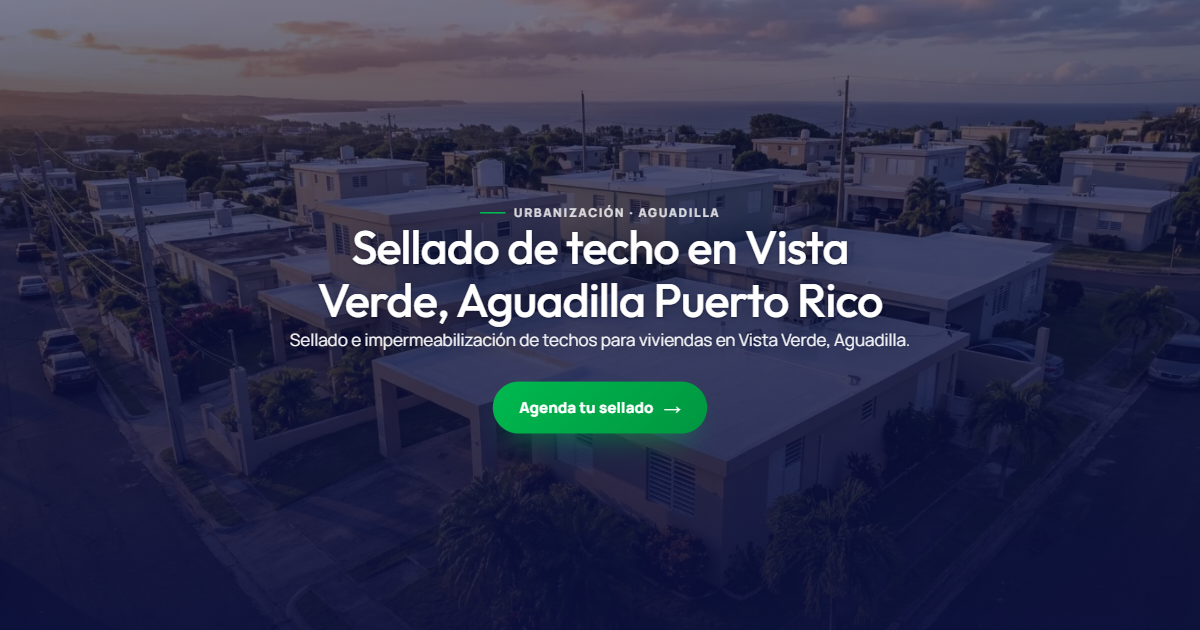 URBANIZACIÓN · AGUADILLA
Sellado de techo en Vista
Verde, Aguadilla Puerto Rico
Sellado e impermeabilización de techos para viviendas en Vista Verde, Aguadilla.
Agenda tu sellado →